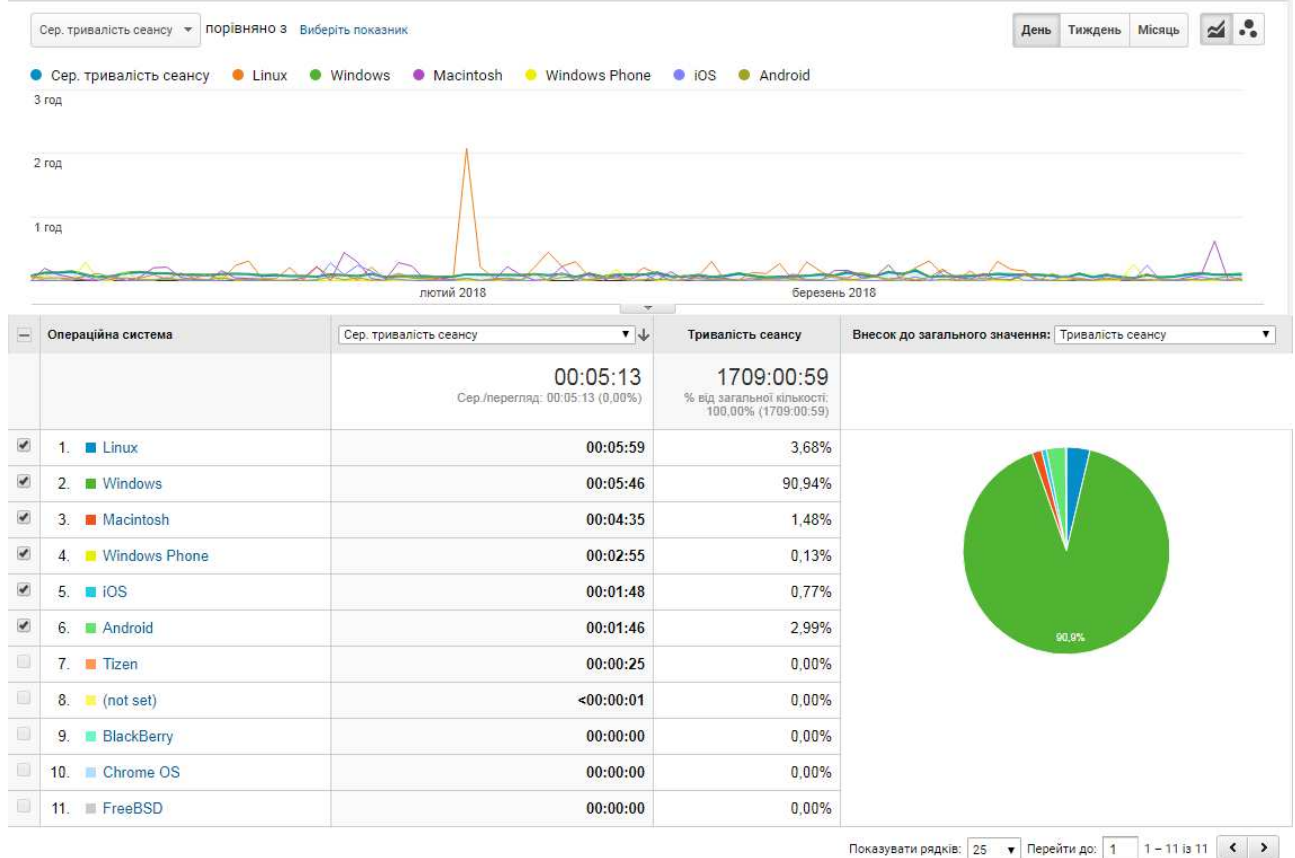 Сер. тривалість сеансу порівняно з Виберіть показник День Тиждень Місяць
Сер. тривалість сеансу Linux Windows Macintosh Windows Phone iOS Android
3 год
2 год
1 год
лютий 2018 березень 2018
Операційна система Сер. тривалість сеансу Тривалість сеансу Внесок до загального значення: Тривалість сеансу
00:05:13 1709:00:59
Сер./перегляд: 00:05:13 (0,00%) % від загальної кількості:
100,00% (1709:00:59)
1. Linux 00:05:59 3,68%
2. Windows 00:05:46 90,94%
3. Macintosh 00:04:35 1,48%
4. Windows Phone 00:02:55 0,13%
5. iOS 00:01:48 0,77%
6. Android 00:01:46 2,99%
90,9%
7. Tizen 00:00:25 0,00%
8. (not set) <00:00:01 0,00%
9. BlackBerry 00:00:00 0,00%
10. Chrome OS 00:00:00 0,00%
11. FreeBSD 00:00:00 0,00%
Показувати рядків: 25 Перейти до: 1 1 – 11 із 11